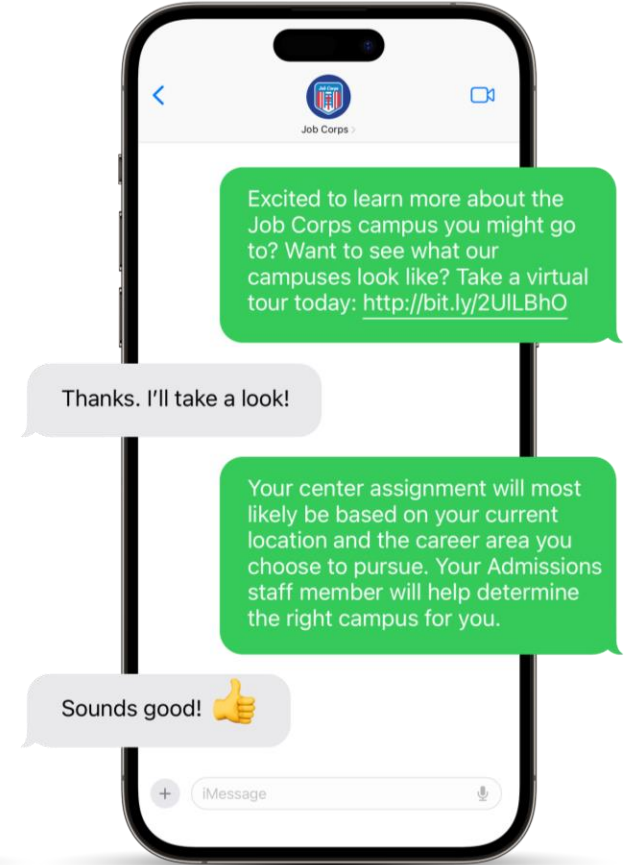 Job Corps
Job Corps >
Excited to learn more about the
Job Corps campus you might go
to? Want to see what our
campuses look like? Take a virtual
tour today: http://bit.ly/2UlLBhO
Thanks. I’ll take a look!
Your center assignment will most
likely be based on your current
location and the career area you
choose to pursue. Your Admissions
staff member will help determine
the right campus for you.
Sounds good! 👍
iMessage